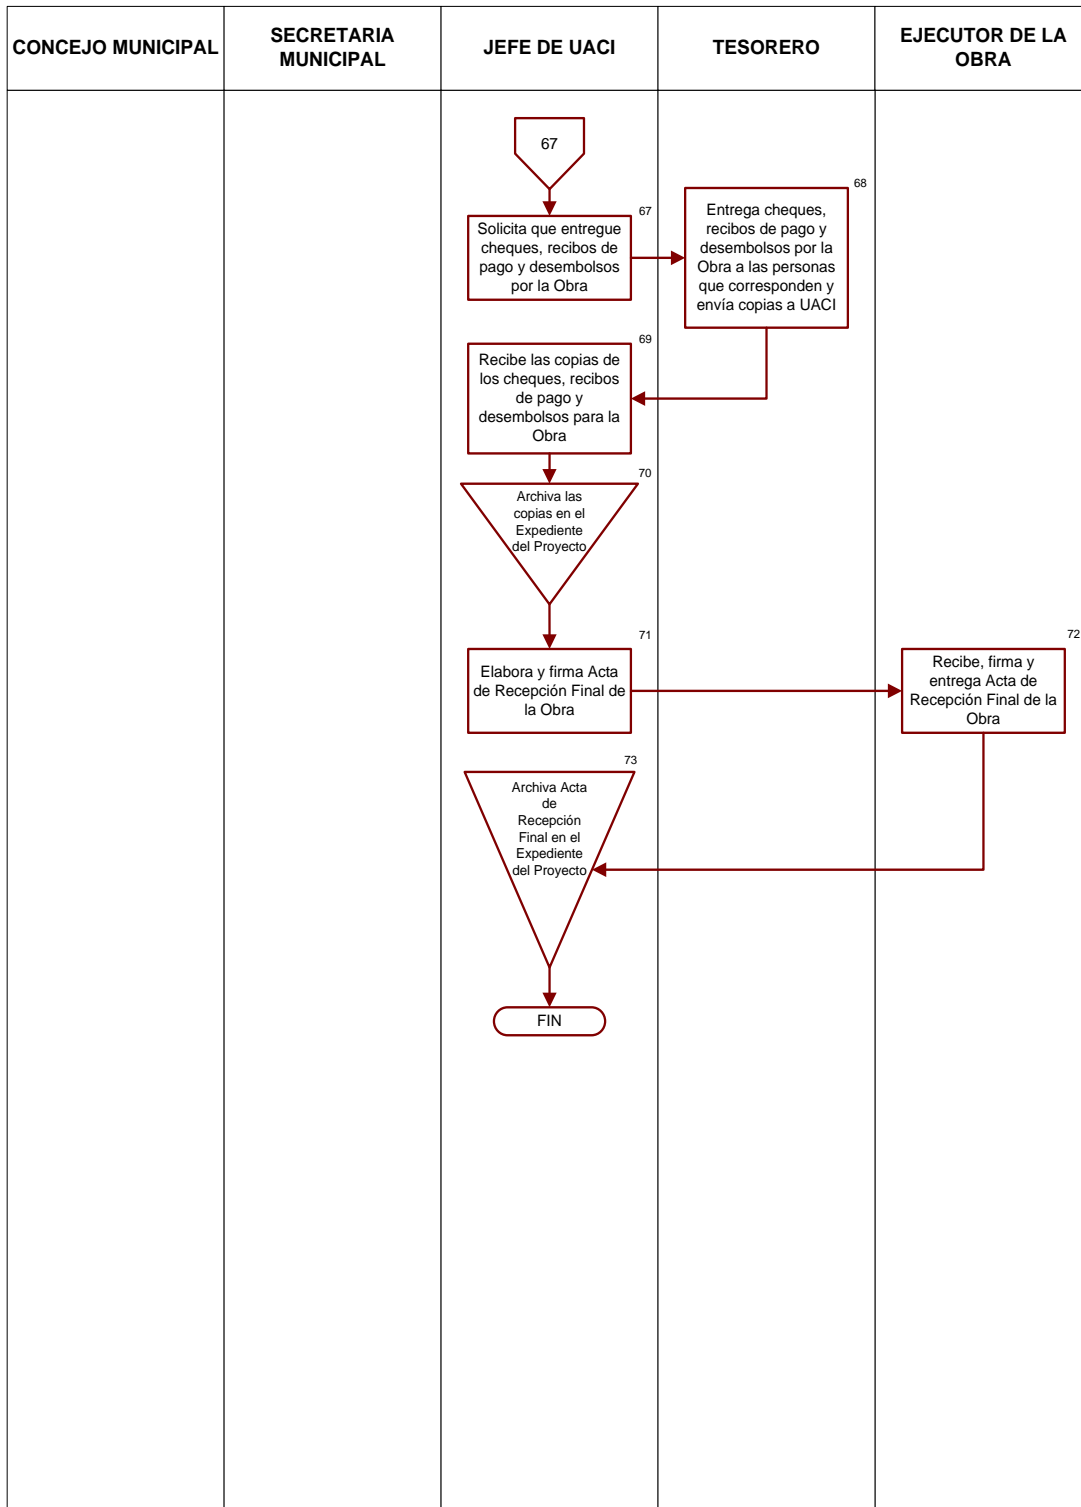 CONCEJO MUNICIPAL
SECRETARIA
MUNICIPAL
JEFE DE UACI
TESORERO
EJECUTOR DE LA
OBRA
67
67
Solicita que entregue
cheques, recibos de
pago y desembolsos
por la Obra
68
Entrega cheques,
recibos de pago y
desembolsos por la
Obra a las personas
que corresponden y
envía copias a UACI
69
Recibe las copias de
los cheques, recibos
de pago y
desembolsos para la
Obra
70
Archiva las
copias en el
Expediente
del Proyecto
71
Elabora y firma Acta
de Recepción Final de
la Obra
72
Recibe, firma y
entrega Acta de
Recepción Final de la
Obra
73
Archiva Acta
de
Recepción
Final en el
Expediente
del Proyecto
FIN